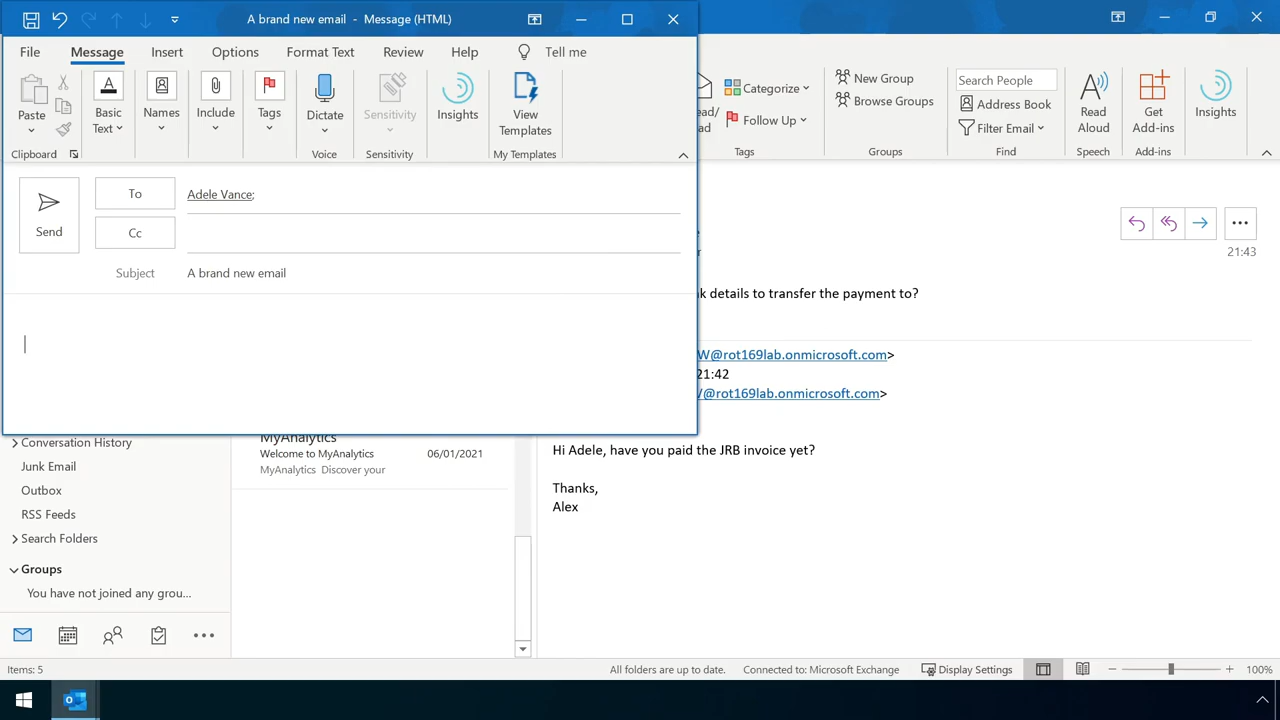 A brand new email - Message (HTML)
File Message Insert Options Format Text Review Help Tell me
Paste
Basic Text
Names
Include
Tags
Dictate
Sensitivity
Insights
View Templates
Clipboard
Voice
Sensitivity
My Templates
Send
To
Adele Vance;
Cc
Subject
A brand new email
Categorize
Follow Up
Tags
New Group
Browse Groups
Groups
Search People
Address Book
Filter Email
Find
Read Aloud
Speech
Get Add-ins
Add-ins
Insights
21:43
details to transfer the payment to?
W@rot169lab.onmicrosoft.com>
21:42
@rot169lab.onmicrosoft.com>
Hi Adele, have you paid the JRB invoice yet?
Thanks,
Alex
MyAnalytics
Welcome to MyAnalytics 06/01/2021
MyAnalytics Discover your
Conversation History
Junk Email
Outbox
RSS Feeds
Search Folders
Groups
You have not joined any grou...
Items: 5
All folders are up to date.
Connected to: Microsoft Exchange
Display Settings
100%